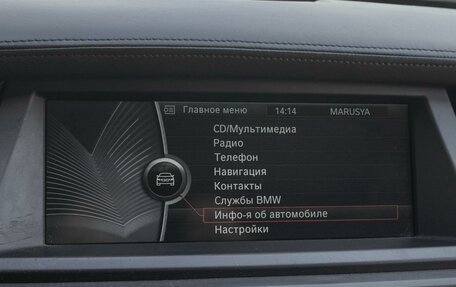 Главное меню 14:14 MARUSYA
CD/Мультимедиа
Радио
Телефон
Навигация
Контакты
Службы BMW
Инфо-я об автомобиле
Настройки